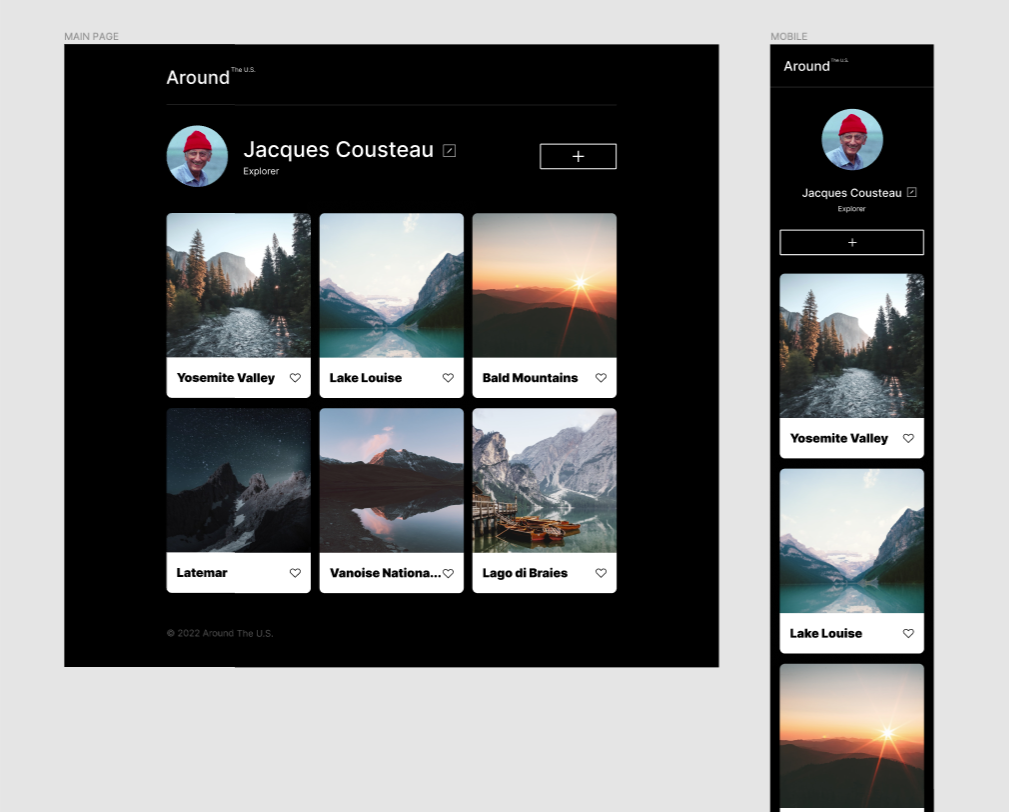 MAIN PAGE
Around The U.S.
Jacques Cousteau
Explorer
Yosemite Valley
Lake Louise
Bald Mountains
Latemar
Vanoise Nationa...
Lago di Braies
© 2022 Around The U.S.
MOBILE
Around The U.S.
Jacques Cousteau
Explorer
Yosemite Valley
Lake Louise